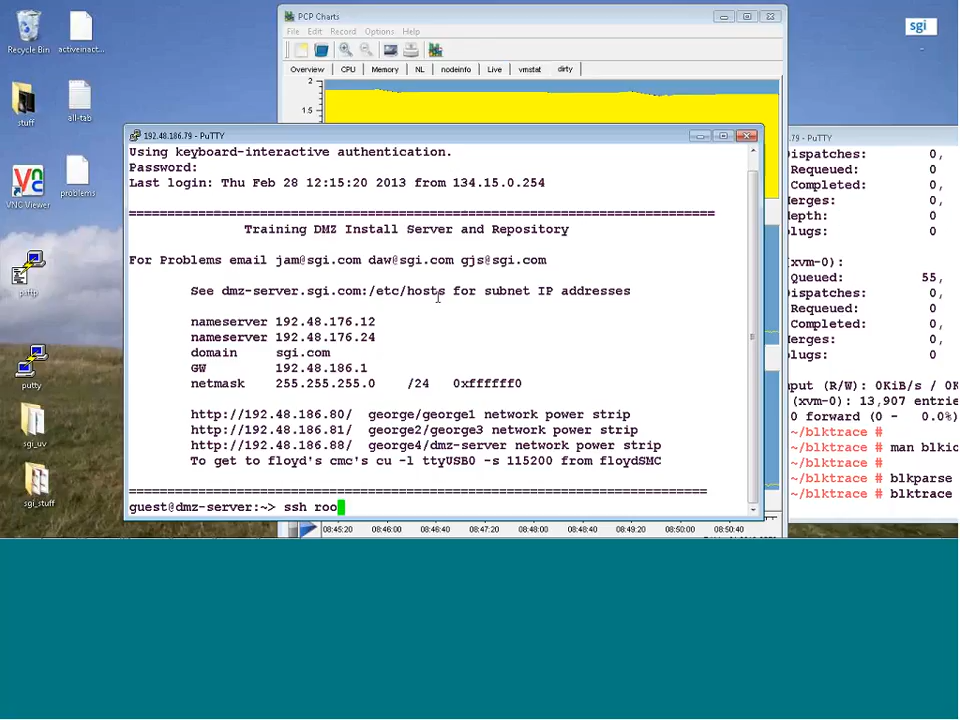 Recycle Bin
activeinact...
stuff
all-tab
VNC Viewer
problems
putty
sgi_uv
sgi_stuff
sgi
PCP Charts
File Edit Record Options Help
Overview CPU Memory NL nodeinfo Live vmstat dirty
2
1.5
192.48.186.79 - PuTTY
Using keyboard-interactive authentication.
Password:
Last login: Thu Feb 28 12:15:20 2013 from 134.15.0.254
===========================================================================
Training DMZ Install Server and Repository
For Problems email jam@sgi.com daw@sgi.com gjs@sgi.com
See dmz-server.sgi.com:/etc/hosts for subnet IP addresses
nameserver 192.48.176.12
nameserver 192.48.176.24
domain sgi.com
GW 192.48.186.1
netmask 255.255.255.0 /24 0xffffff0
http://192.48.186.80/ george/george1 network power strip
http://192.48.186.81/ george2/george3 network power strip
http://192.48.186.88/ george4/dmz-server network power strip
To get to floyd's cmc's cu -l ttyUSB0 -s 115200 from floydSMC
==========================================================================
guest@dmz-server:~> ssh roo
08:45:20 08:46:00 08:46:40 08:47:20 08:48:00 08:48:40 08:49:20 08:50:00 08:50:40
.79 - PuTTY
Dispatches: 0,
Requeued: 0
Completed: 0,
Merges: 0,
depth: 0
plugs: 0,
(xvm-0):
Queued: 55,
Dispatches: 0,
Requeued: 0
Completed: 0,
Merges: 0,
put (R/W): 0KiB/s / 0K
(xvm-0): 13,907 entrie
0 forward (0 - 0.0%)
~/blktrace #
~/blktrace # man blkio
~/blktrace #
~/blktrace # blkparse
~/blktrace # blktrace